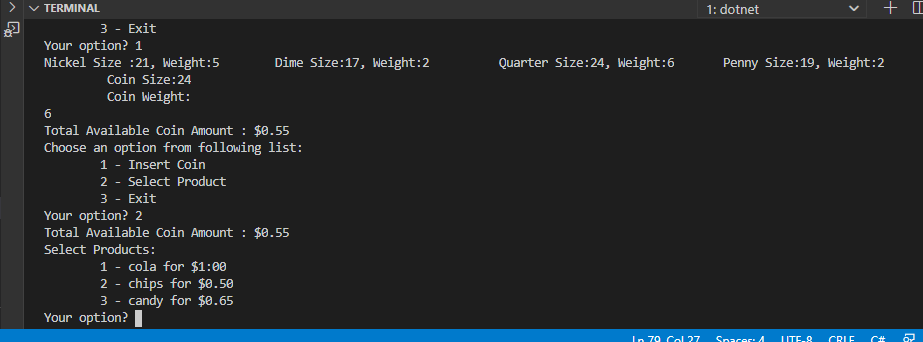 TERMINAL
1: dotnet
3 - Exit
Your option? 1
Nickel Size :21, Weight:5 Dime Size:17, Weight:2 Quarter Size:24, Weight:6 Penny Size:19, Weight:2
Coin Size:24
Coin Weight:
6
Total Available Coin Amount : $0.55
Choose an option from following list:
1 - Insert Coin
2 - Select Product
3 - Exit
Your option? 2
Total Available Coin Amount : $0.55
Select Products:
1 - cola for $1:00
2 - chips for $0.50
3 - candy for $0.65
Your option?
Ln 79, Col 27 Spaces: 4 UTF-8 CRLF C#